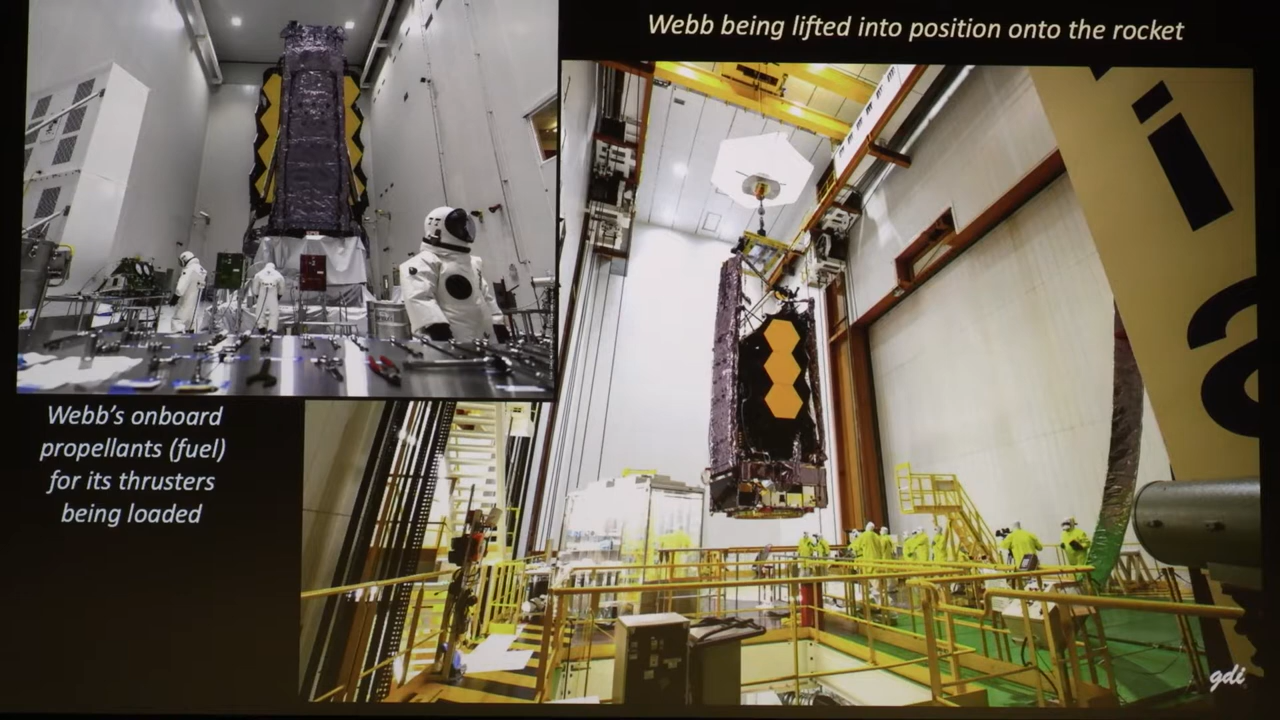 Webb being lifted into position onto the rocket
Webb's onboard
propellants (fuel)
for its thrusters
being loaded
i
a
gdi